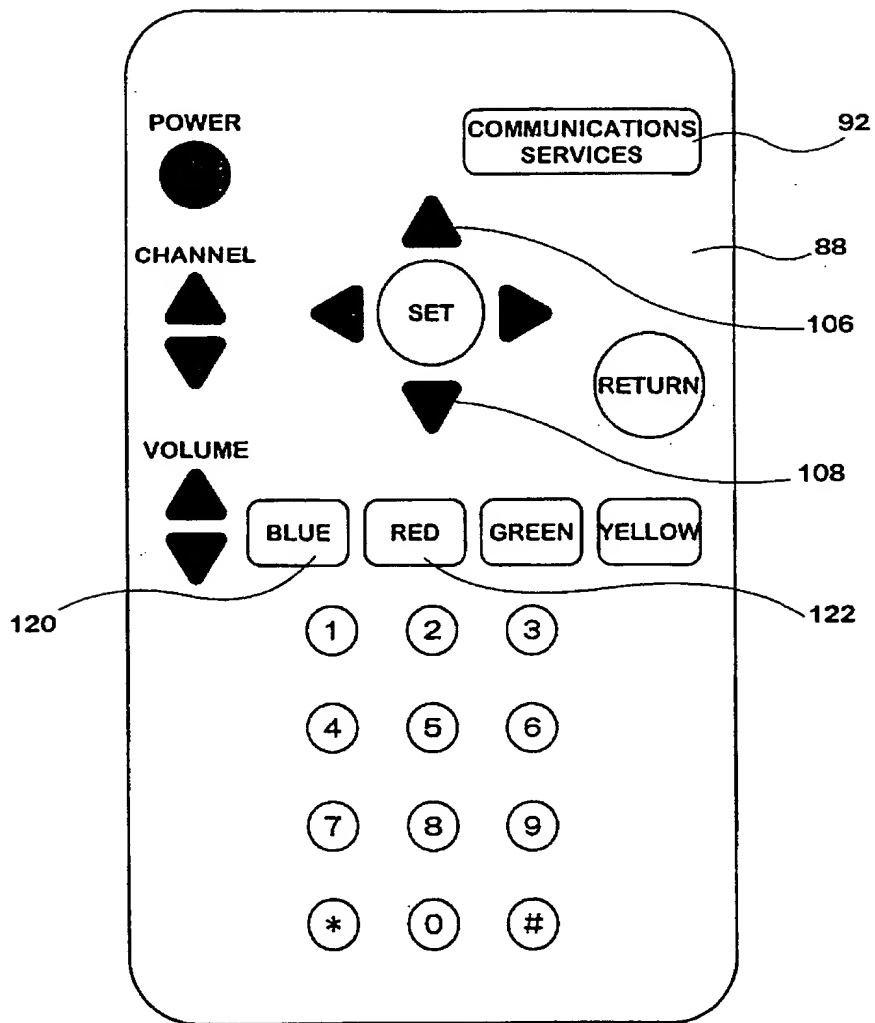 POWER
COMMUNICATIONS
SERVICES
92
88
CHANNEL
SET
106
RETURN
VOLUME
108
BLUE RED GREEN YELLOW
120
122
1 2 3
4 5 6
7 8 9
* 0 #